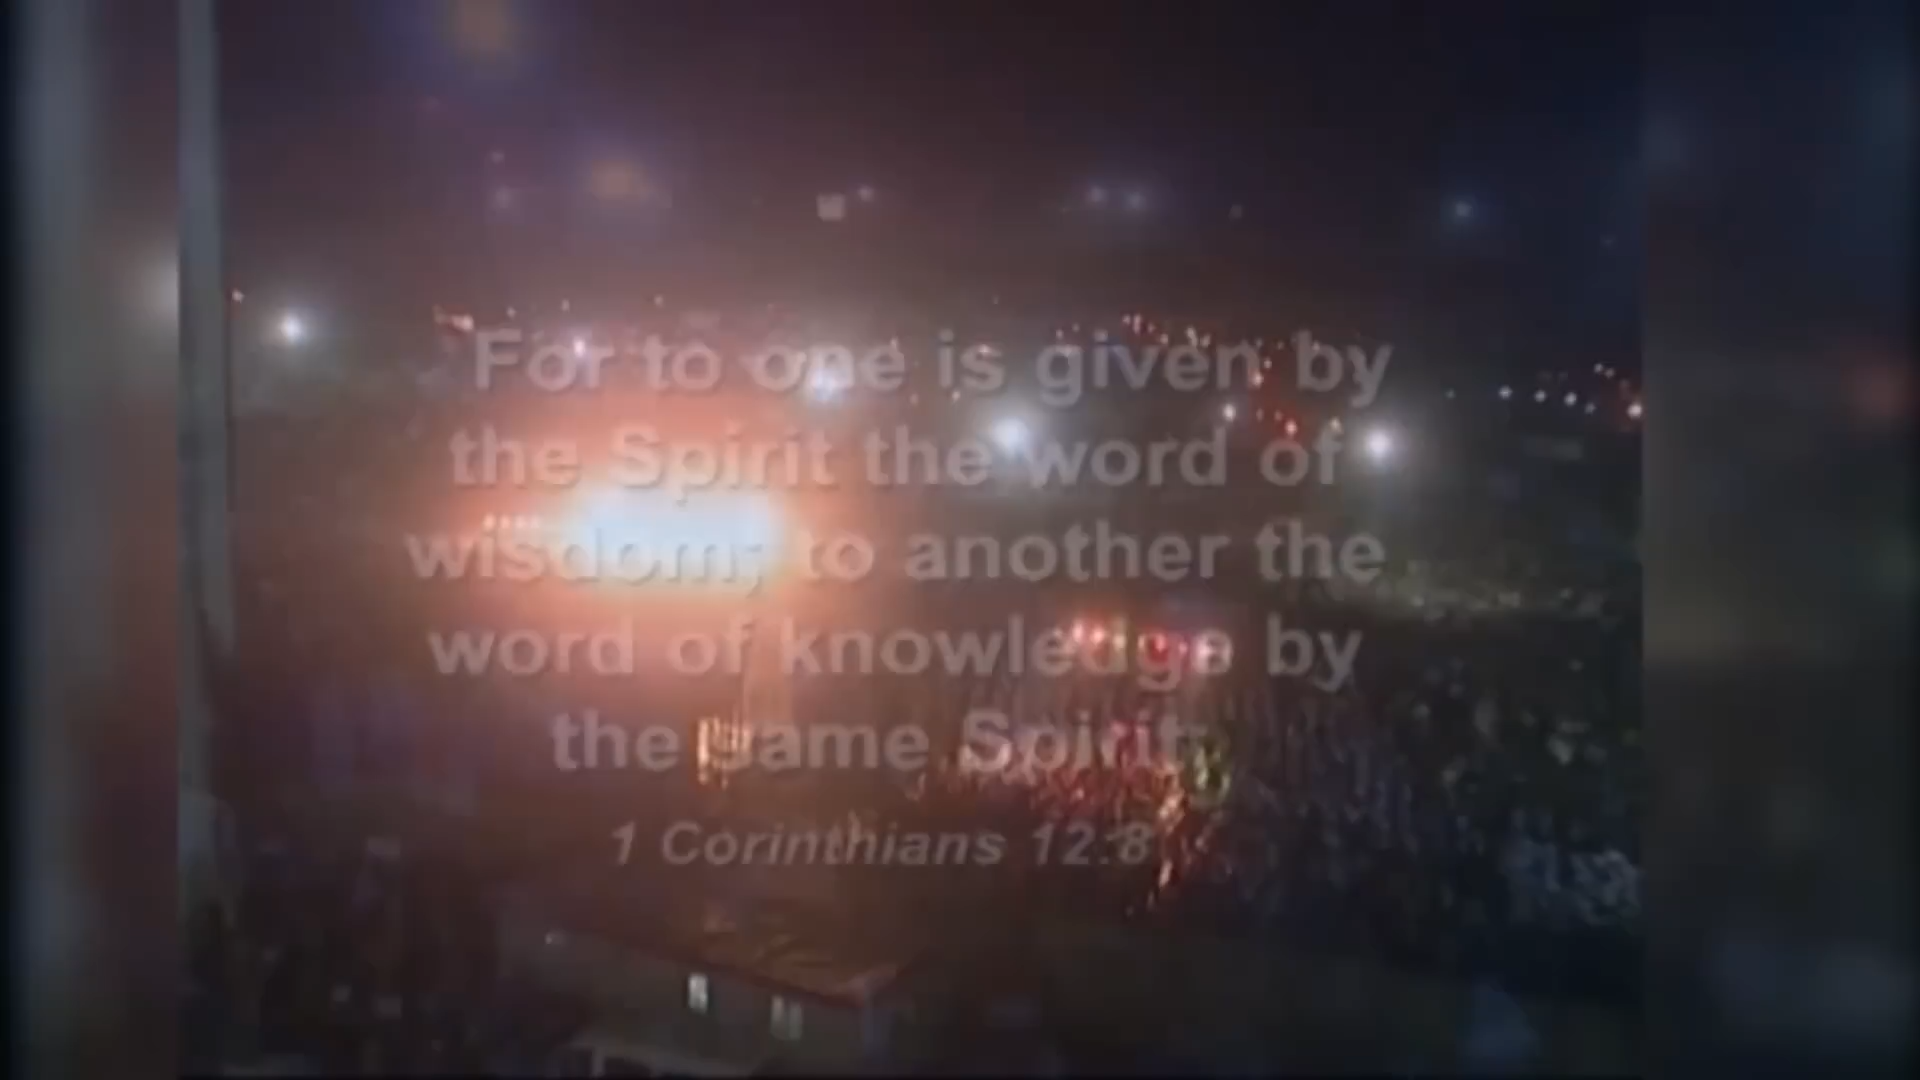 For to one is given by
the Spirit the word of
wisdom; to another the
word of knowledge by
the same Spirit;
1 Corinthians 12:8